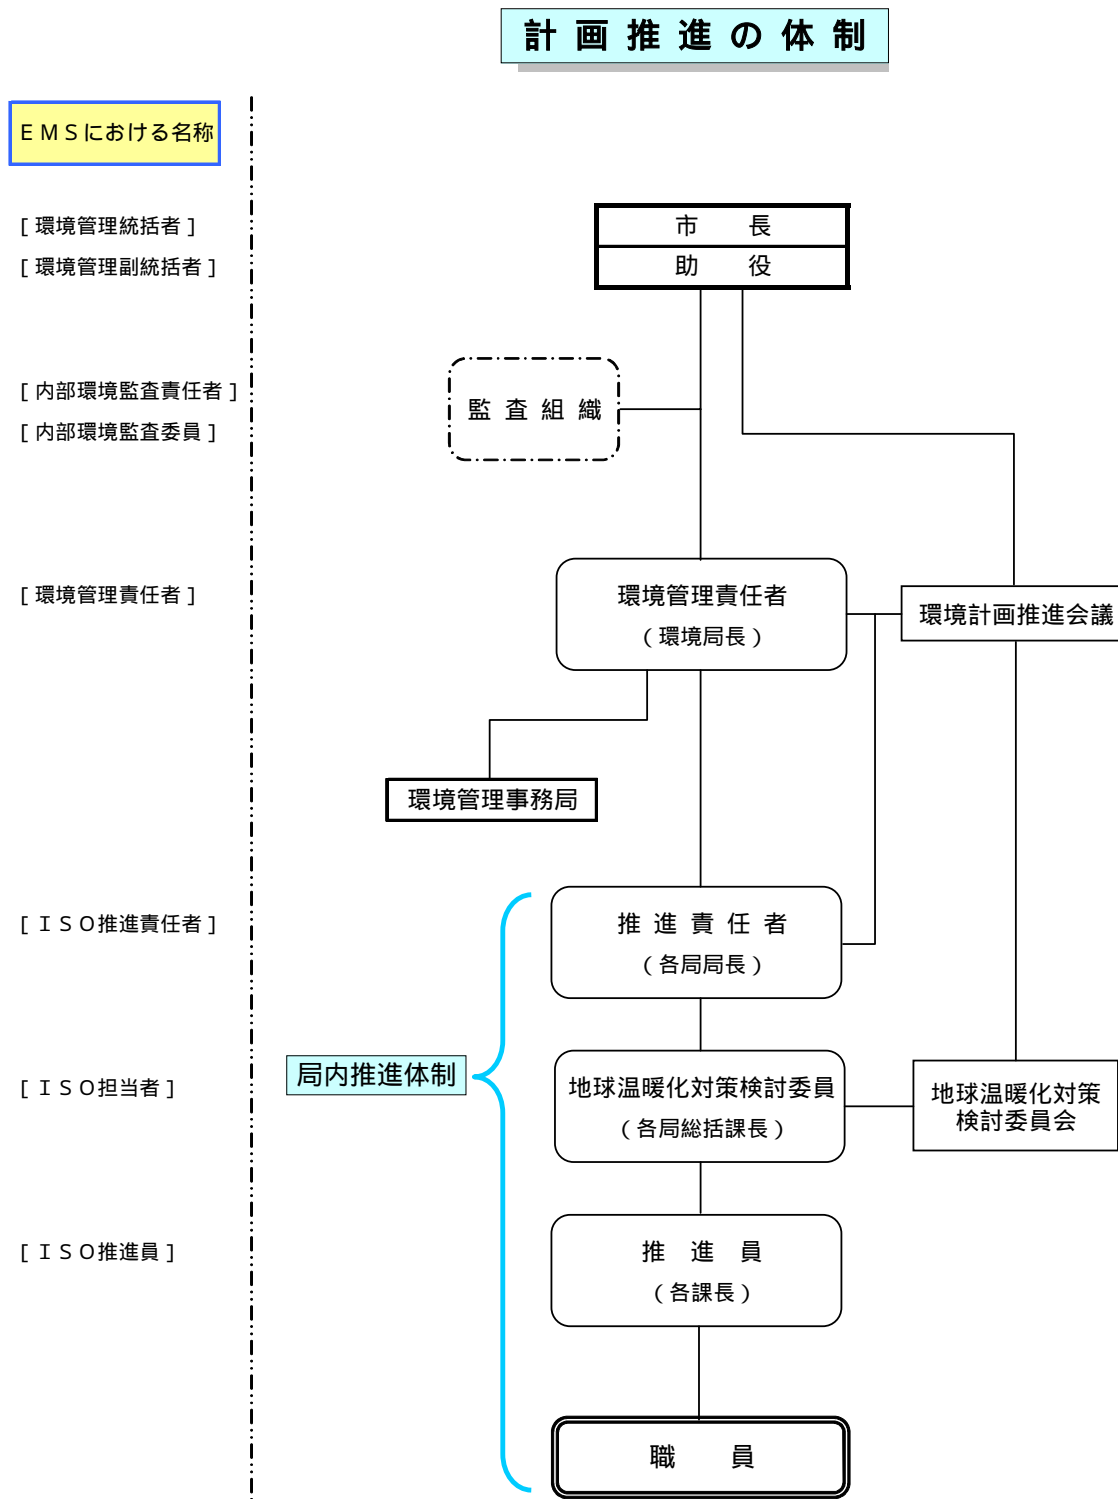 計画推進の体制
ＥＭＳにおける名称
[ 環境管理統括者 ]
市　　長
[ 環境管理副統括者 ]
助　　役
[ 内部環境監査責任者 ]
監査組織
[ 内部環境監査委員 ]
[ 環境管理責任者 ]
環境管理責任者
（環境局長）
環境計画推進会議
環境管理事務局
[ ＩＳＯ推進責任者 ]
推進責任者
（各局局長）
局内推進体制
[ ＩＳＯ担当者 ]
地球温暖化対策検討委員
（各局総括課長）
地球温暖化対策
検討委員会
[ ＩＳＯ推進員 ]
推　進　員
（各課長）
職　　員